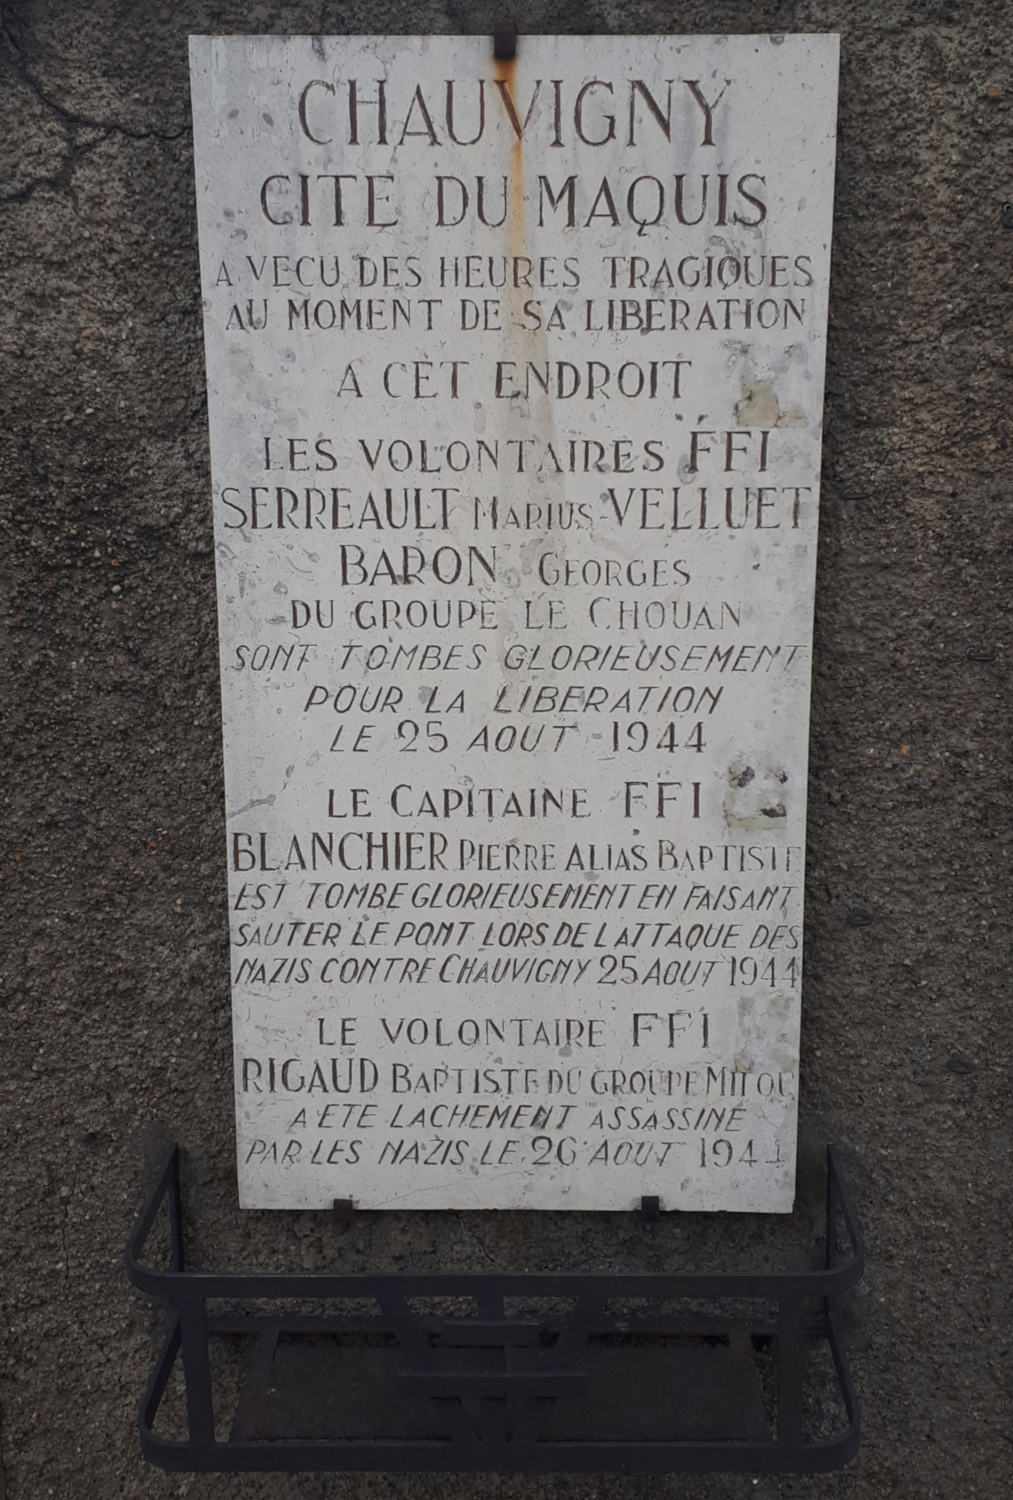 CHAUVIGNY
CITE DU MAQUIS
A VECU DES HEURES TRAGIQUES
AU MOMENT DE SA LIBERATION
A CET ENDROIT
LES VOLONTAIRES FFI
SERREAULT MARIUS-VELLUET
BARON GEORGES
DU GROUPE LE CHOUAN
SONT TOMBES GLORIEUSEMENT
POUR LA LIBERATION
LE 25 AOUT 1944
LE CAPITAINE FFI
BLANCHIER PIERRE ALIAS BAPTISTE
EST TOMBE GLORIEUSEMENT EN FAISANT
SAUTER LE PONT LORS DE L ATTAQUE DES
NAZIS CONTRE CHAUVIGNY 25 AOUT 1944
LE VOLONTAIRE FFI
RIGAUD BAPTISTE DU GROUPE MITOU
A ETE LACHEMENT ASSASSINE
PAR LES NAZIS LE 26 AOUT 1944